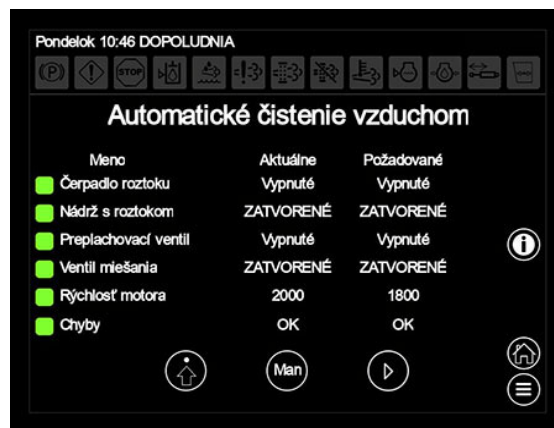 Pondelok 10:46 DOPOLUDNIA
(P) STOP
Automatické čistenie vzduchom
Meno Aktuálne Požadované
Čerpadlo roztoku Vypnuté Vypnuté
Nádrž s roztokom ZATVORENÉ ZATVORENÉ
Preplachovací ventil Vypnuté Vypnuté
Ventil miešania ZATVORENÉ ZATVORENÉ
Rýchlosť motora 2000 1800
Chyby OK OK
Man